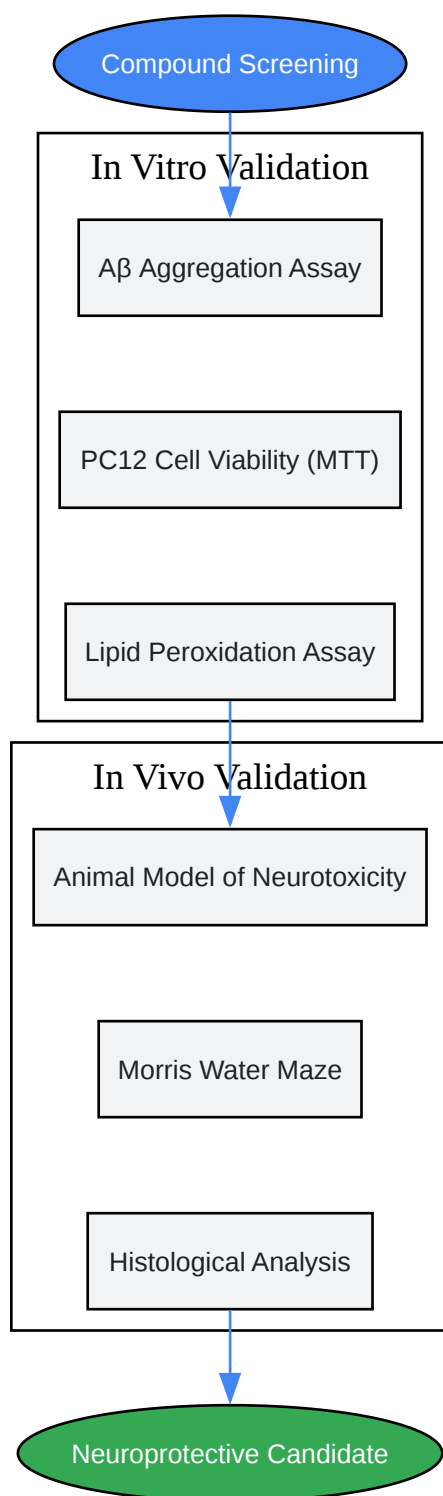 Compound Screening
In Vitro Validation
Aβ Aggregation Assay
PC12 Cell Viability (MTT)
Lipid Peroxidation Assay
In Vivo Validation
Animal Model of Neurotoxicity
Morris Water Maze
Histological Analysis
Neuroprotective Candidate